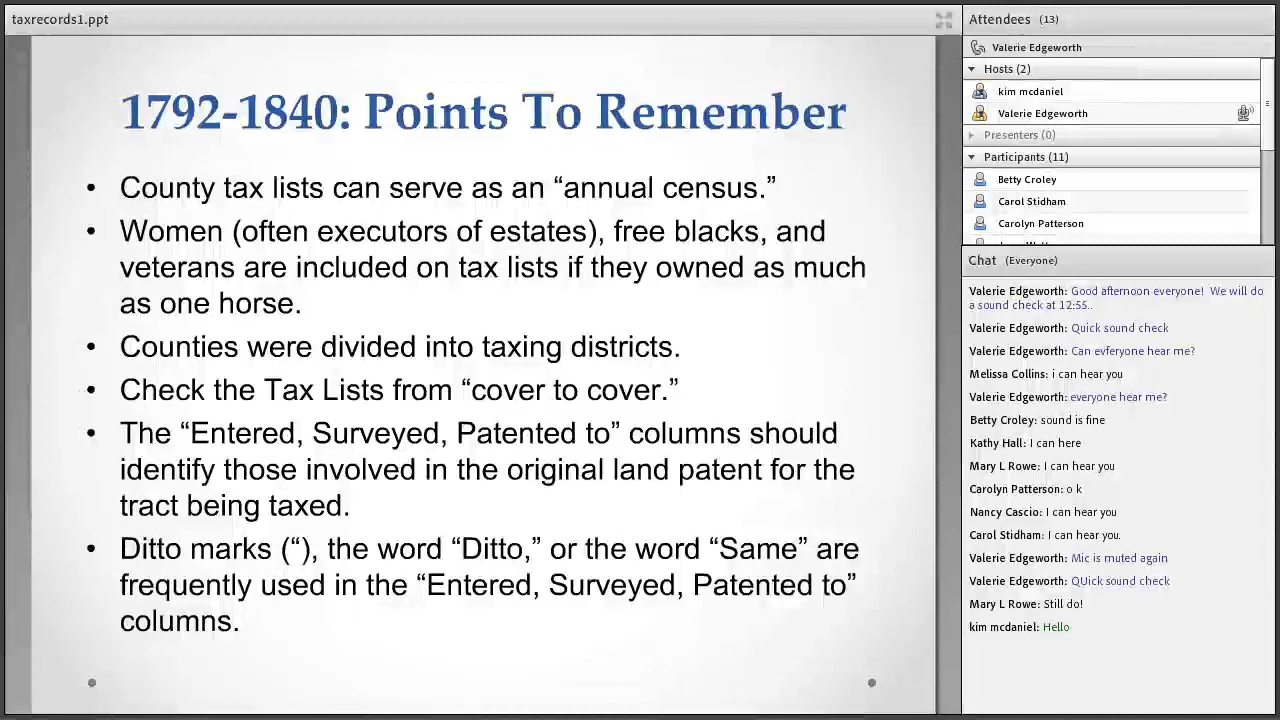 taxrecords1.ppt
1792-1840: Points To Remember
• County tax lists can serve as an “annual census.”
• Women (often executors of estates), free blacks, and
veterans are included on tax lists if they owned as much
as one horse.
• Counties were divided into taxing districts.
• Check the Tax Lists from “cover to cover.”
• The “Entered, Surveyed, Patented to” columns should
identify those involved in the original land patent for the
tract being taxed.
• Ditto marks (“), the word “Ditto,” or the word “Same” are
frequently used in the “Entered, Surveyed, Patented to”
columns.
Attendees (13)
Valerie Edgeworth
Hosts (2)
kim mcdaniel
Valerie Edgeworth
Presenters (0)
Participants (11)
Betty Croley
Carol Stidham
Carolyn Patterson
Chat (Everyone)
Valerie Edgeworth: Good afternoon everyone! We will do
a sound check at 12:55..
Valerie Edgeworth: Quick sound check
Valerie Edgeworth: Can evferyone hear me?
Melissa Collins: i can hear you
Valerie Edgeworth: everyone hear me?
Betty Croley: sound is fine
Kathy Hall: I can here
Mary L Rowe: I can hear you
Carolyn Patterson: o k
Nancy Cascio: I can hear you
Carol Stidham: I can hear you.
Valerie Edgeworth: Mic is muted again
Valerie Edgeworth: QUick sound check
Mary L Rowe: Still do!
kim mcdaniel: Hello